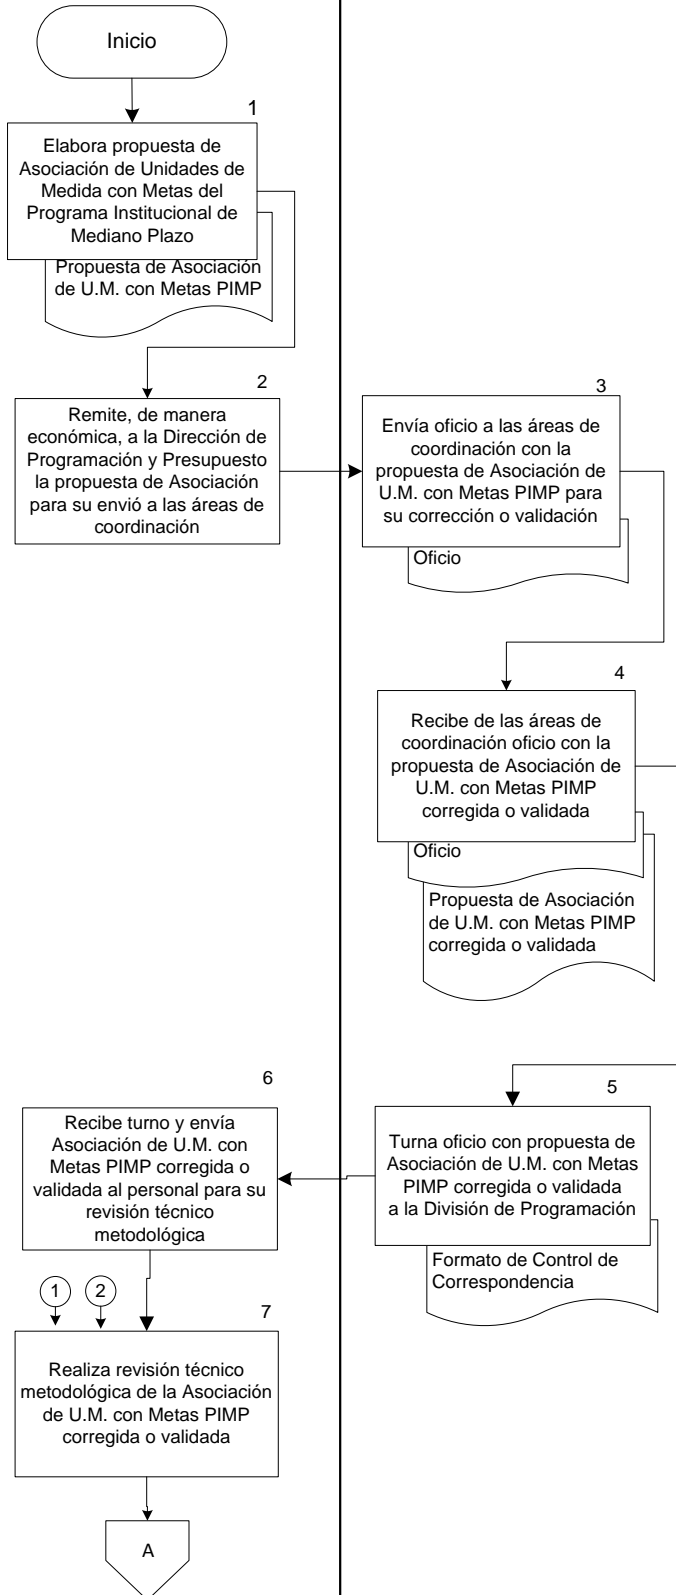 Inicio
1
Elabora propuesta de
Asociación de Unidades de
Medida con Metas del
Programa Institucional de
Mediano Plazo
Propuesta de Asociación
de U.M. con Metas PIMP
2
Remite, de manera
económica, a la Dirección de
Programación y Presupuesto
la propuesta de Asociación
para su envió a las áreas de
coordinación
3
Envía oficio a las áreas de
coordinación con la
propuesta de Asociación de
U.M. con Metas PIMP para
su corrección o validación
Oficio
4
Recibe de las áreas de
coordinación oficio con la
propuesta de Asociación de
U.M. con Metas PIMP
corregida o validada
Oficio
Propuesta de Asociación
de U.M. con Metas PIMP
corregida o validada
5
Turna oficio con propuesta de
Asociación de U.M. con Metas
PIMP corregida o validada
a la División de Programación
Formato de Control de
Correspondencia
6
Recibe turno y envía
Asociación de U.M. con
Metas PIMP corregida o
validada al personal para su
revisión técnico
metodológica
1
2
7
Realiza revisión técnico
metodológica de la Asociación
de U.M. con Metas PIMP
corregida o validada
A